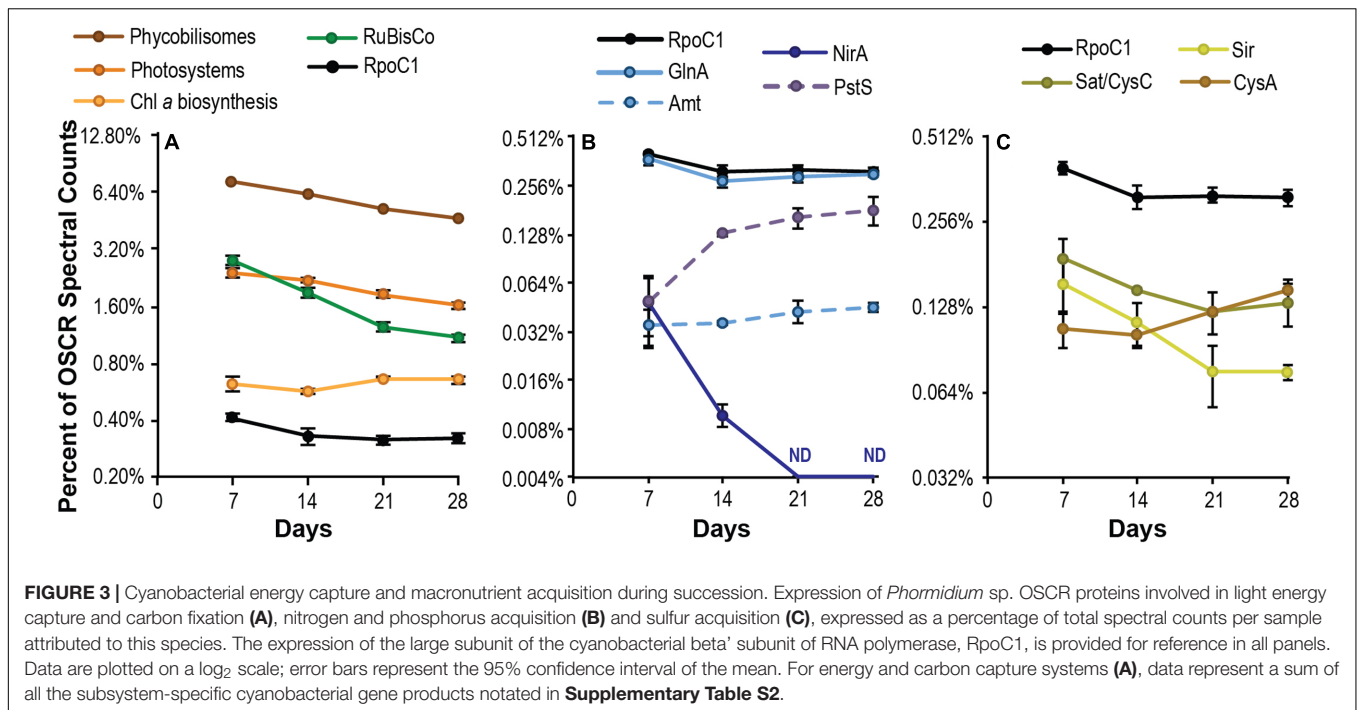 Phycobilisomes
Photosystems
Chl a biosynthesis
RuBisCo
RpoC1
RpoC1
GlnA
Amt
NirA
PstS
RpoC1
Sat/CysC
Sir
CysA
Percent of OSCR Spectral Counts
A
12.80%
6.40%
3.20%
1.60%
0.80%
0.40%
0.20%
0 7 14 21 28
Days
B
0.512%
0.256%
0.128%
0.064%
0.032%
0.016%
0.008%
0.004%
ND ND
0 7 14 21 28
Days
C
0.512%
0.256%
0.128%
0.064%
0.032%
0 7 14 21 28
Days
FIGURE 3 | Cyanobacterial energy capture and macronutrient acquisition during succession. Expression of Phormidium sp. OSCR proteins involved in light energy
capture and carbon fixation (A), nitrogen and phosphorus acquisition (B) and sulfur acquisition (C), expressed as a percentage of total spectral counts per sample
attributed to this species. The expression of the large subunit of the cyanobacterial beta' subunit of RNA polymerase, RpoC1, is provided for reference in all panels.
Data are plotted on a log2 scale; error bars represent the 95% confidence interval of the mean. For energy and carbon capture systems (A), data represent a sum of
all the subsystem-specific cyanobacterial gene products notated in Supplementary Table S2.